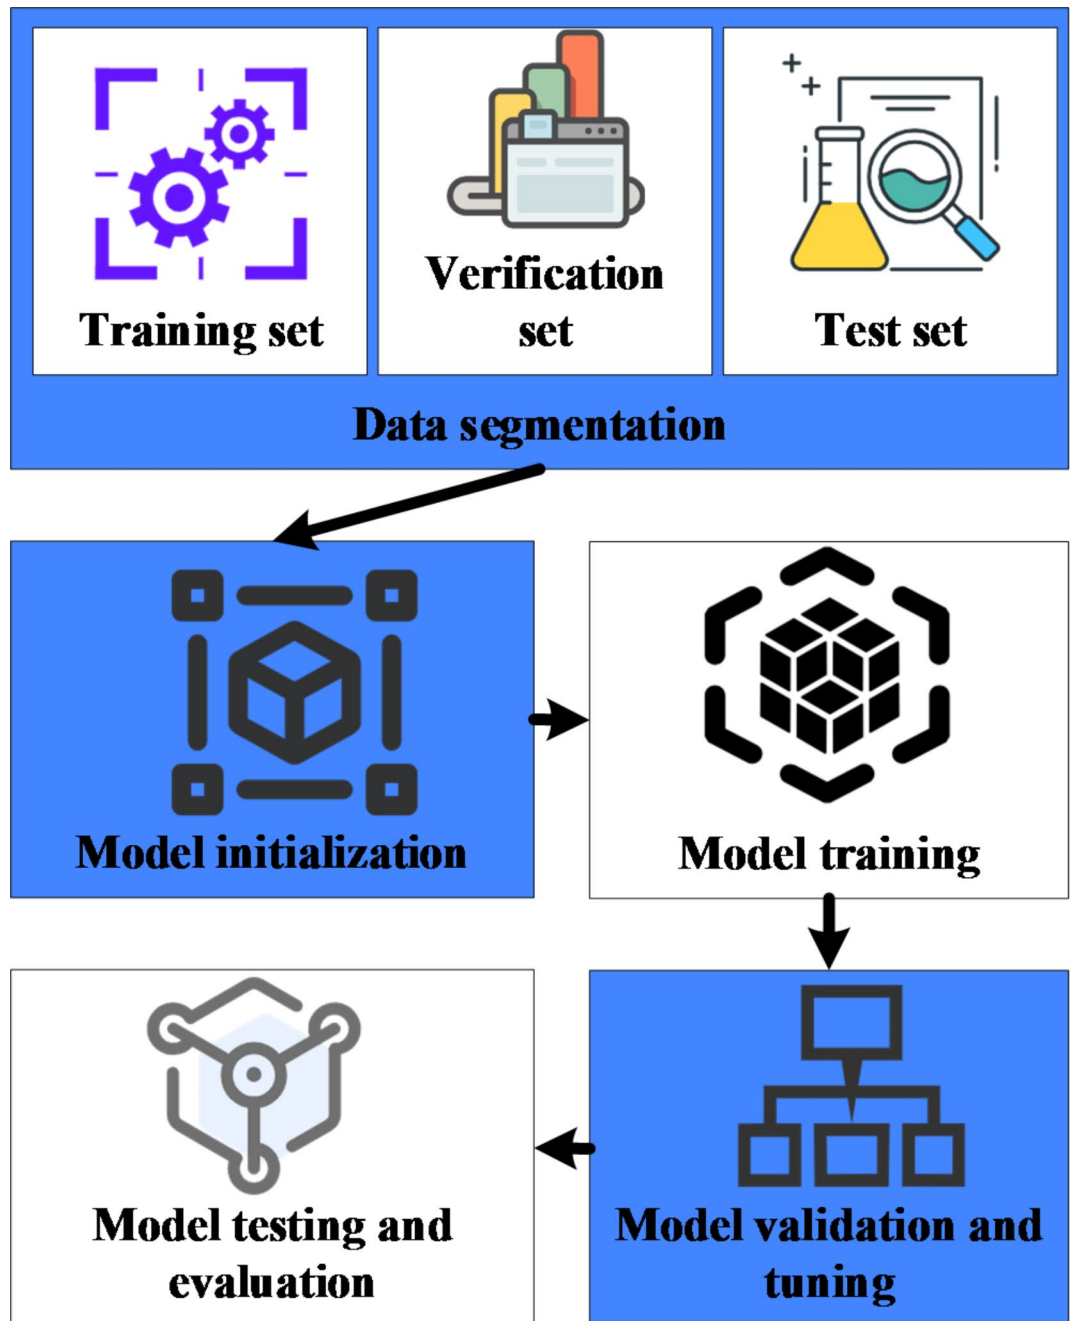 Training set
Verification
set
Test set
Data segmentation
Model initialization
Model training
Model testing and
evaluation
Model validation and
tuning